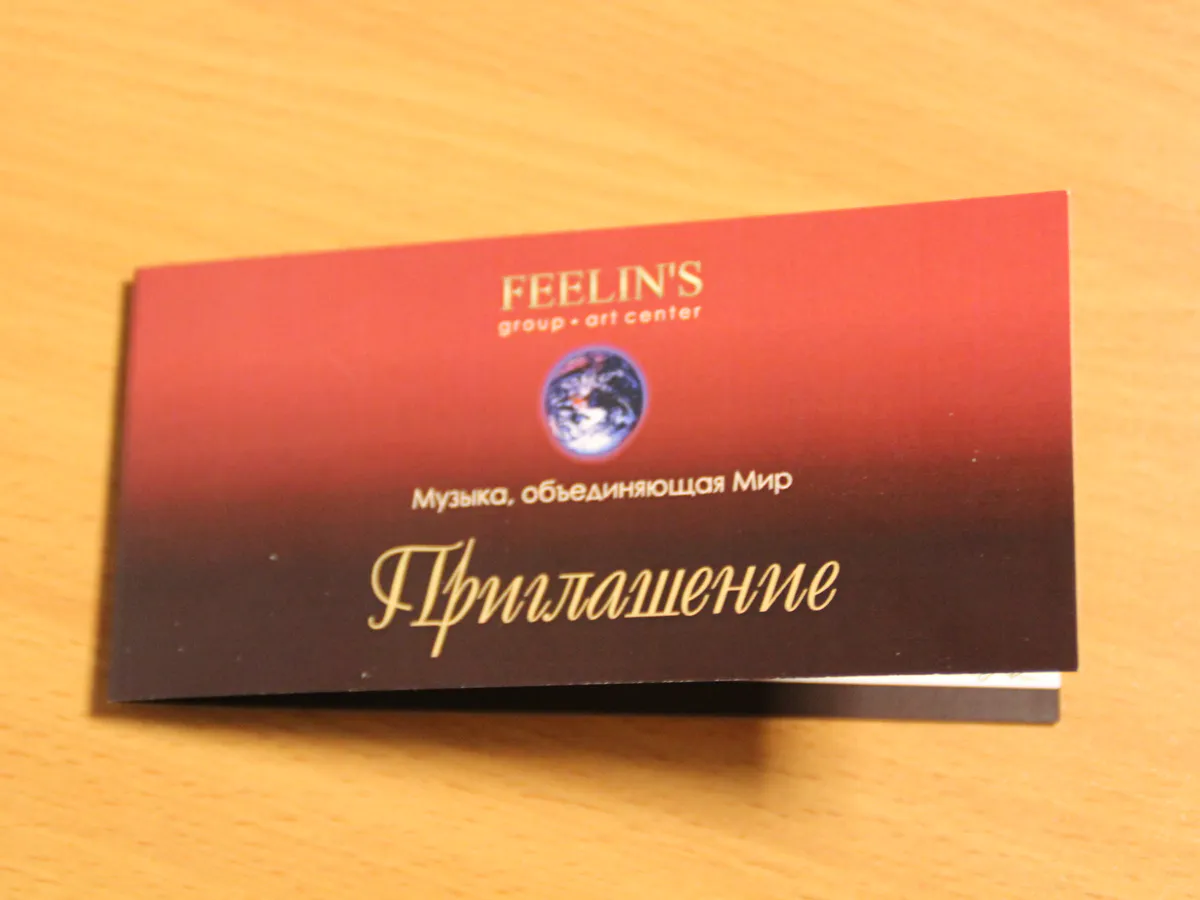 FEELIN'S
group • art center
Музыка, объединяющая Мир
Приглашение